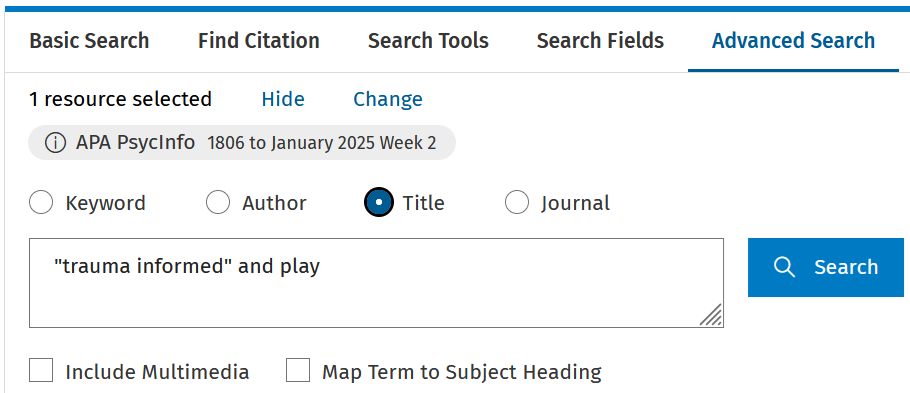 Basic Search Find Citation Search Tools Search Fields Advanced Search
1 resource selected Hide Change
APA PsycInfo 1806 to January 2025 Week 2
Keyword Author Title Journal
"trauma informed" and play
Search
Include Multimedia Map Term to Subject Heading